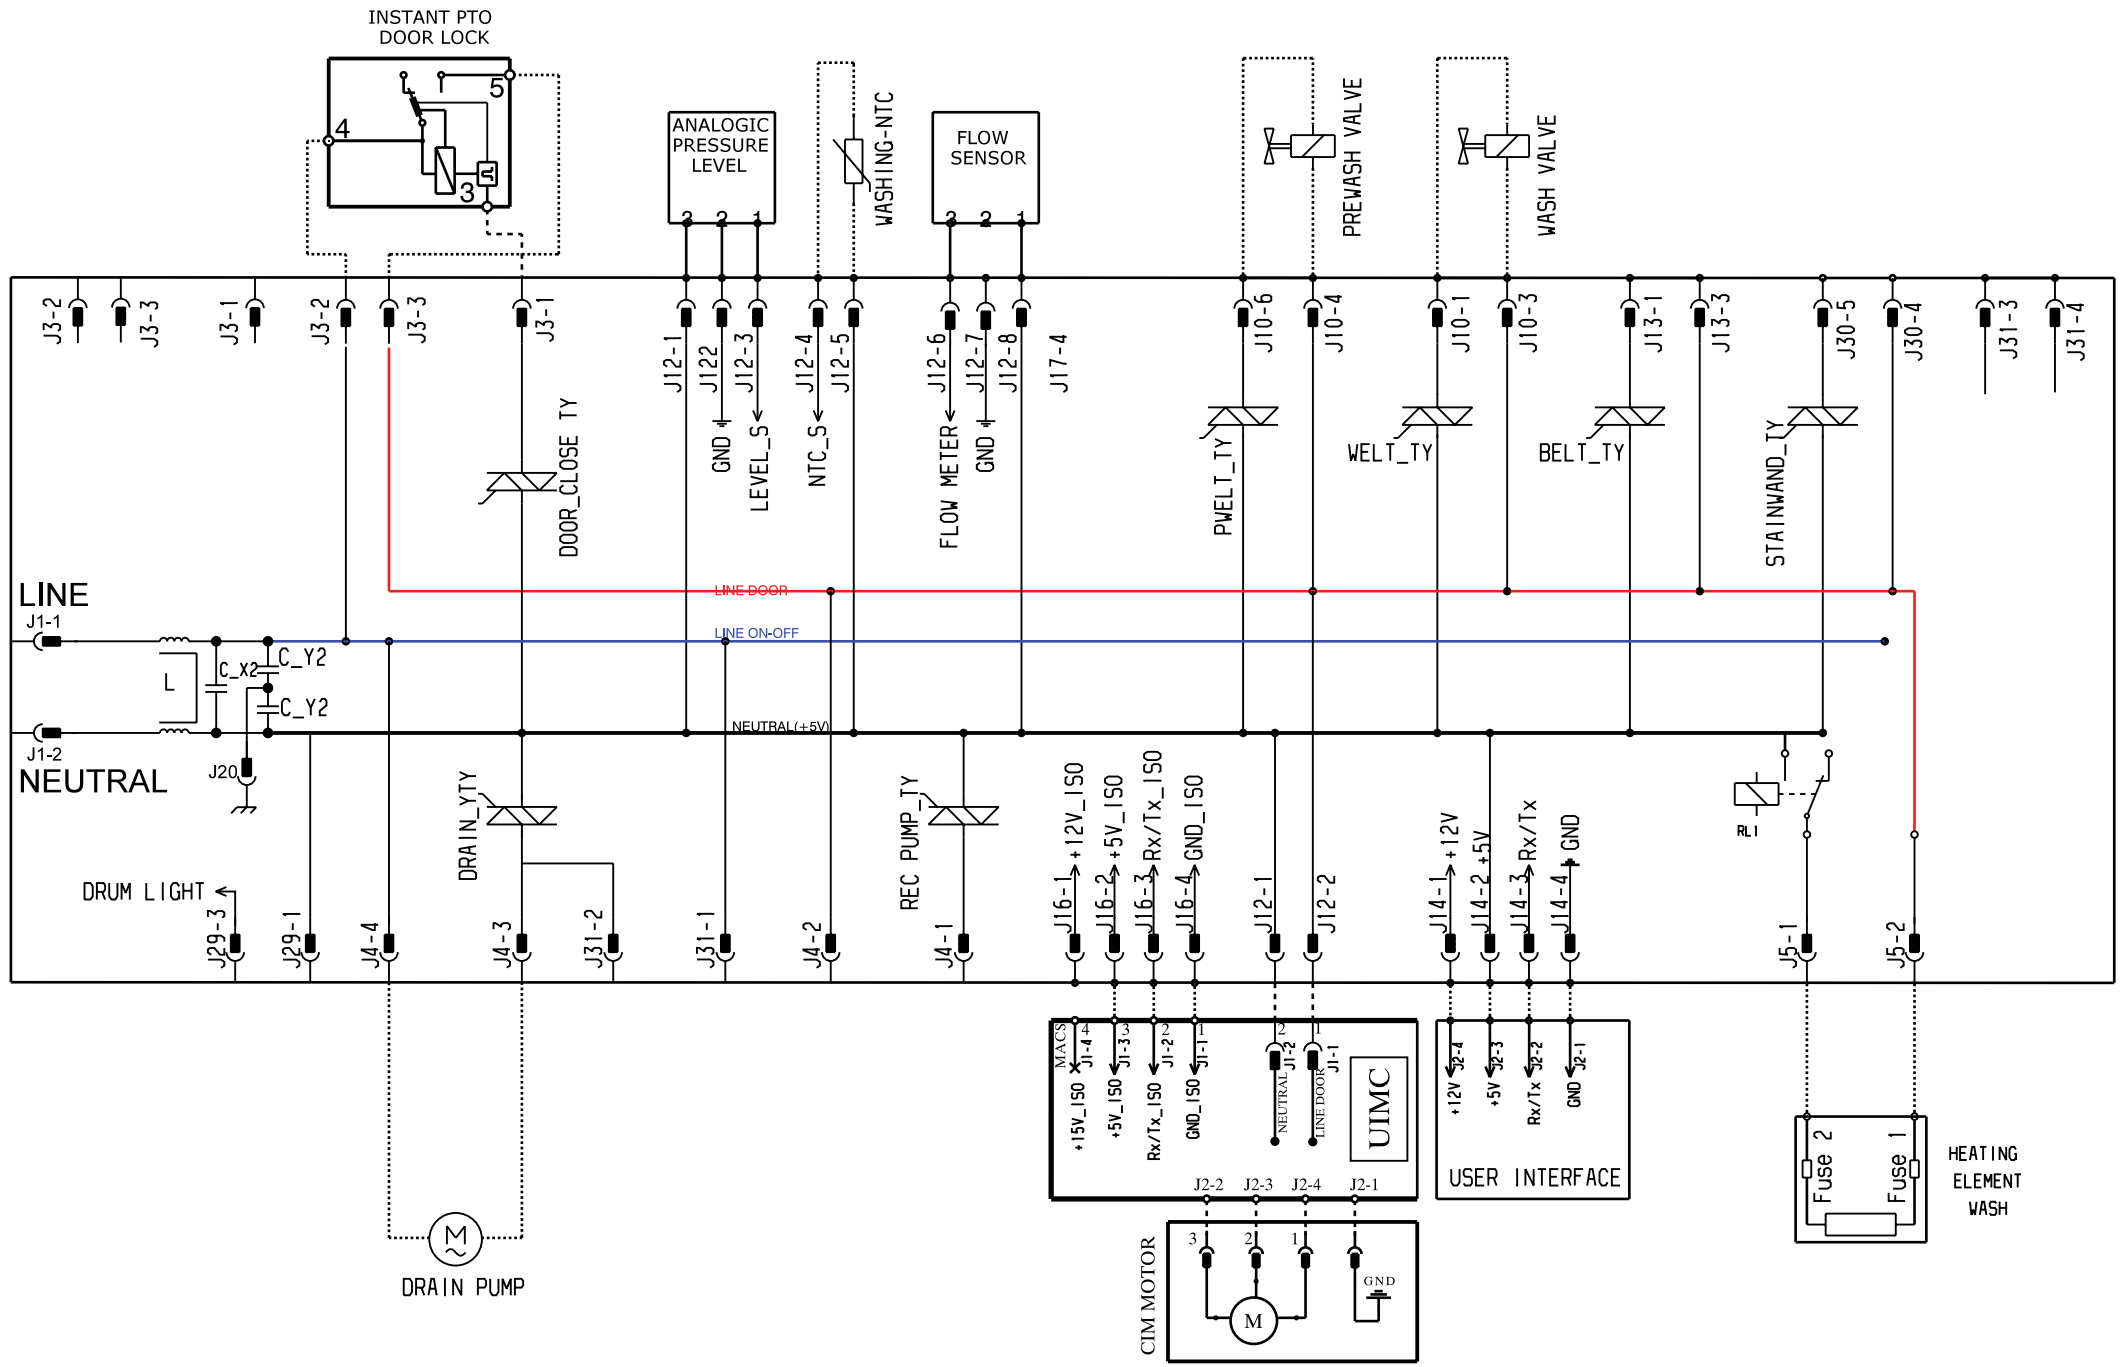 INSTANT PTO
DOOR LOCK
5
4
3
ANALOGIC
PRESSURE
LEVEL
3
2
1
WASHING-NTC
FLOW
SENSOR
3
2
1
PREWASH VALVE
WASH VALVE
J3-2
J3-3
J3-1
J3-2
J3-3
J3-1
J12-1
J122
J12-3
J12-4
J12-5
J12-6
J12-7
J12-8
J17-4
J10-6
J10-4
J10-1
J10-3
J13-1
J13-3
J30-5
J30-4
J31-3
J31-4
DOOR_CLOSE TY
GND
LEVEL_S
NTC_S
FLOW METER
GND
PWELT_TY
WELT_TY
BELT_TY
STAINWAND_TY
LINE
J1-1
LINE DOOR
LINE ON-OFF
L
C_X2
C_Y2
C_Y2
NEUTRAL(+5V)
J1-2
NEUTRAL
J20
DRAIN_YTY
REC PUMP_TY
+12V_ISO
+5V_ISO
Rx/Tx_ISO
GND_ISO
+12V
+5V
Rx/Tx
GND
RL1
DRUM LIGHT
J29-3
J29-1
J4-4
J4-3
J31-2
J31-1
J4-2
J4-1
J16-1
J16-2
J16-3
J16-4
J12-1
J12-2
J14-1
J14-2
J14-3
J14-4
J5-1
J5-2
MACS
4
3
2
1
2
1
J1-4
J1-3
J1-2
J1-1
J1-2
J1-1
+15V_ISO
+5V_ISO
Rx/Tx_ISO
GND_ISO
NEUTRAL
LINE DOOR
UIMC
J2-4
J2-3
J2-2
J2-1
+12V
+5V
Rx/Tx
GND
USER INTERFACE
J2-2
J2-3
J2-4
J2-1
Fuse 2
Fuse 1
HEATING
ELEMENT
WASH
M
DRAIN PUMP
CIM MOTOR
3
2
1
GND
M